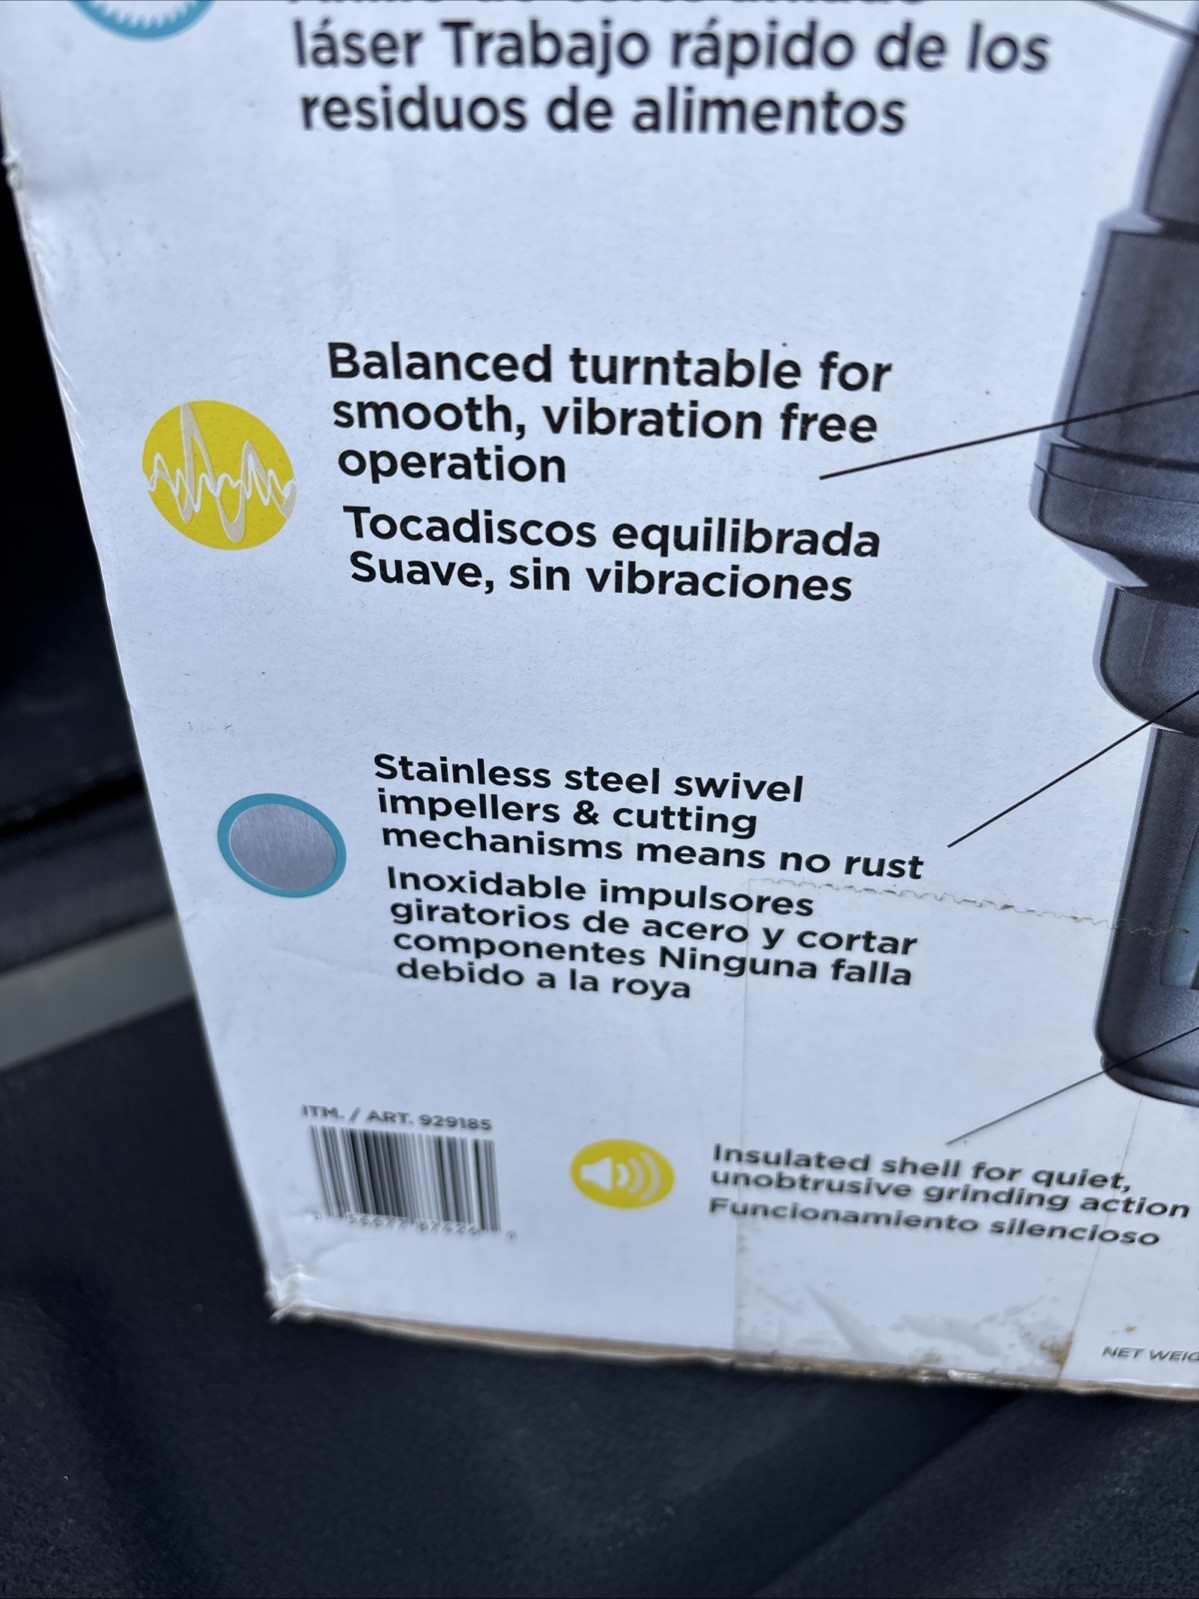 láser Trabajo rápido de los
residuos de alimentos
Balanced turntable for
smooth, vibration free
operation
Tocadiscos equilibrada
Suave, sin vibraciones
Stainless steel swivel
impellers & cutting
mechanisms means no rust
Inoxidable impulsores
giratorios de acero y cortar
componentes Ninguna falla
debido a la roya
ITM. / ART. 929185
Insulated shell for quiet,
unobtrusive grinding action
Funcionamiento silencioso
NET